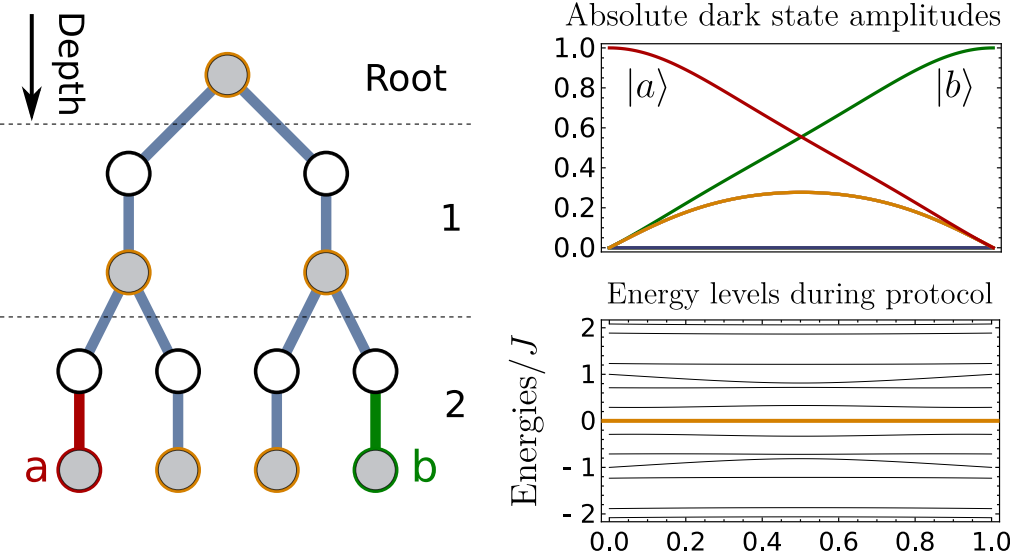 Depth
Root
1
2
a
b
Absolute dark state amplitudes
1.0
0.8
0.6
0.4
0.2
0.0
|a⟩
|b⟩
Energy levels during protocol
Energies/J
2
1
0
-1
-2
0.0 0.2 0.4 0.6 0.8 1.0